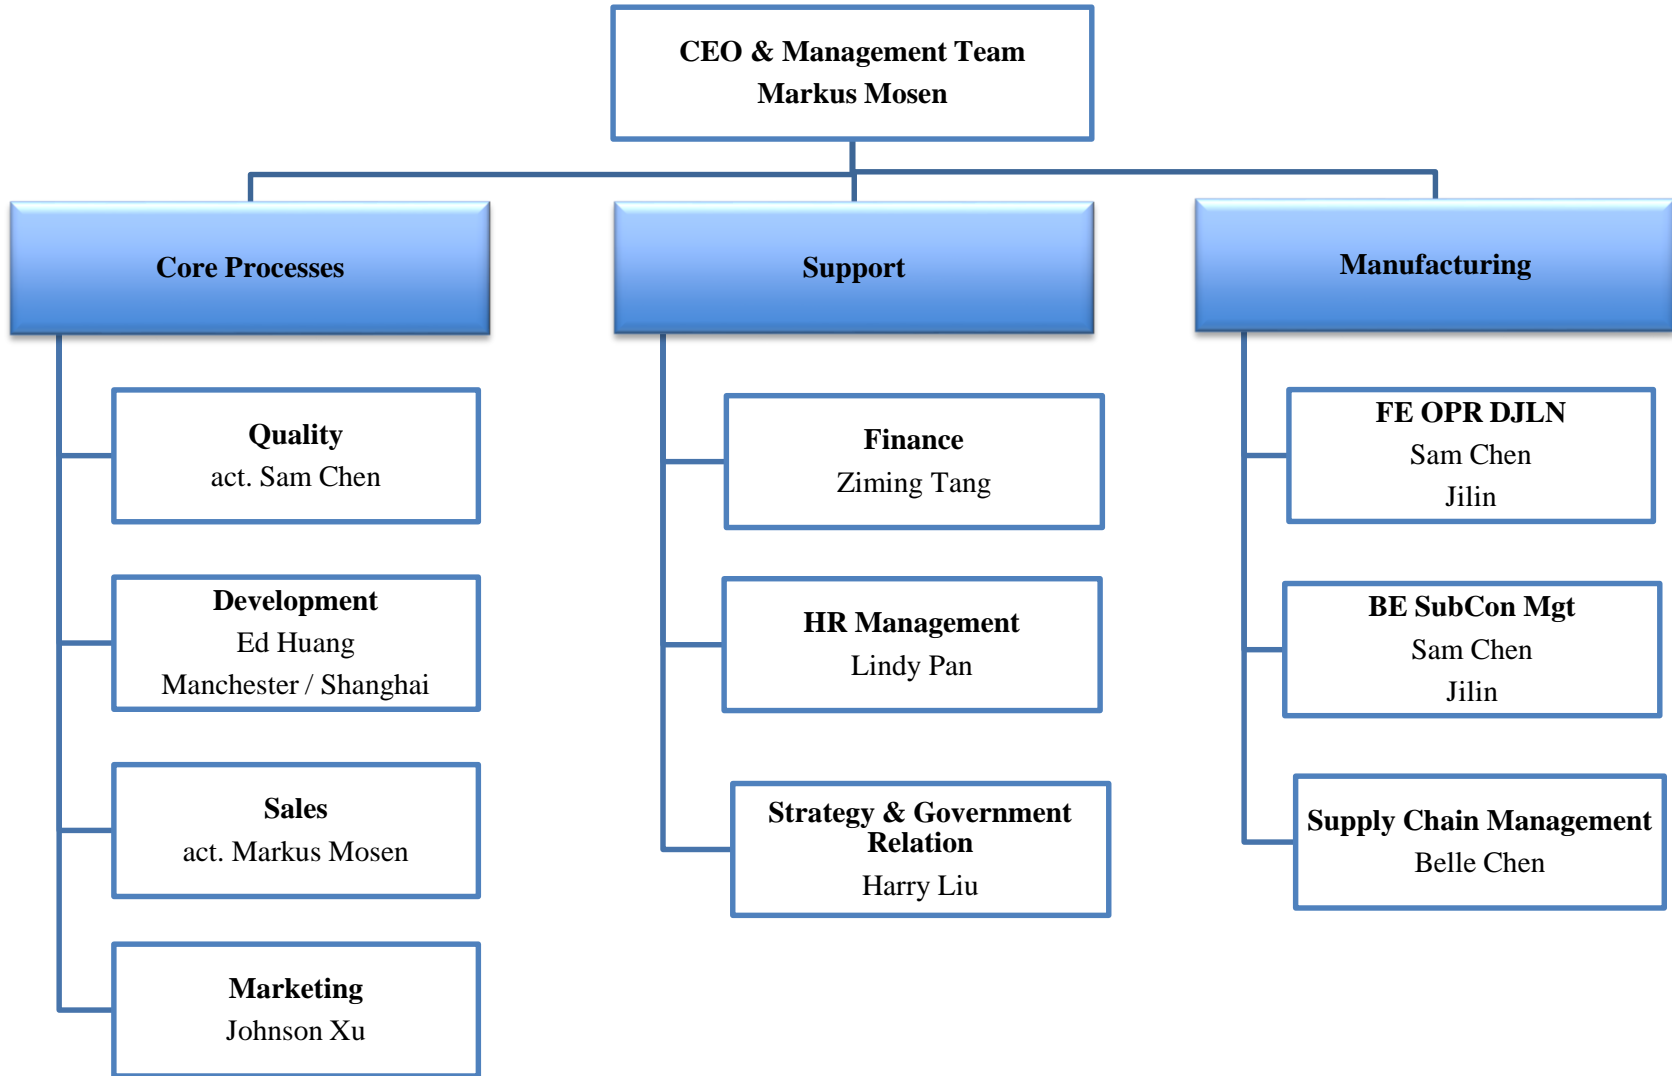 CEO & Management Team
Markus Mosen
Core Processes
Support
Manufacturing
Quality
act. Sam Chen
Development
Ed Huang
Manchester / Shanghai
Sales
act. Markus Mosen
Marketing
Johnson Xu
Finance
Ziming Tang
HR Management
Lindy Pan
Strategy & Government
Relation
Harry Liu
FE OPR DJLN
Sam Chen
Jilin
BE SubCon Mgt
Sam Chen
Jilin
Supply Chain Management
Belle Chen